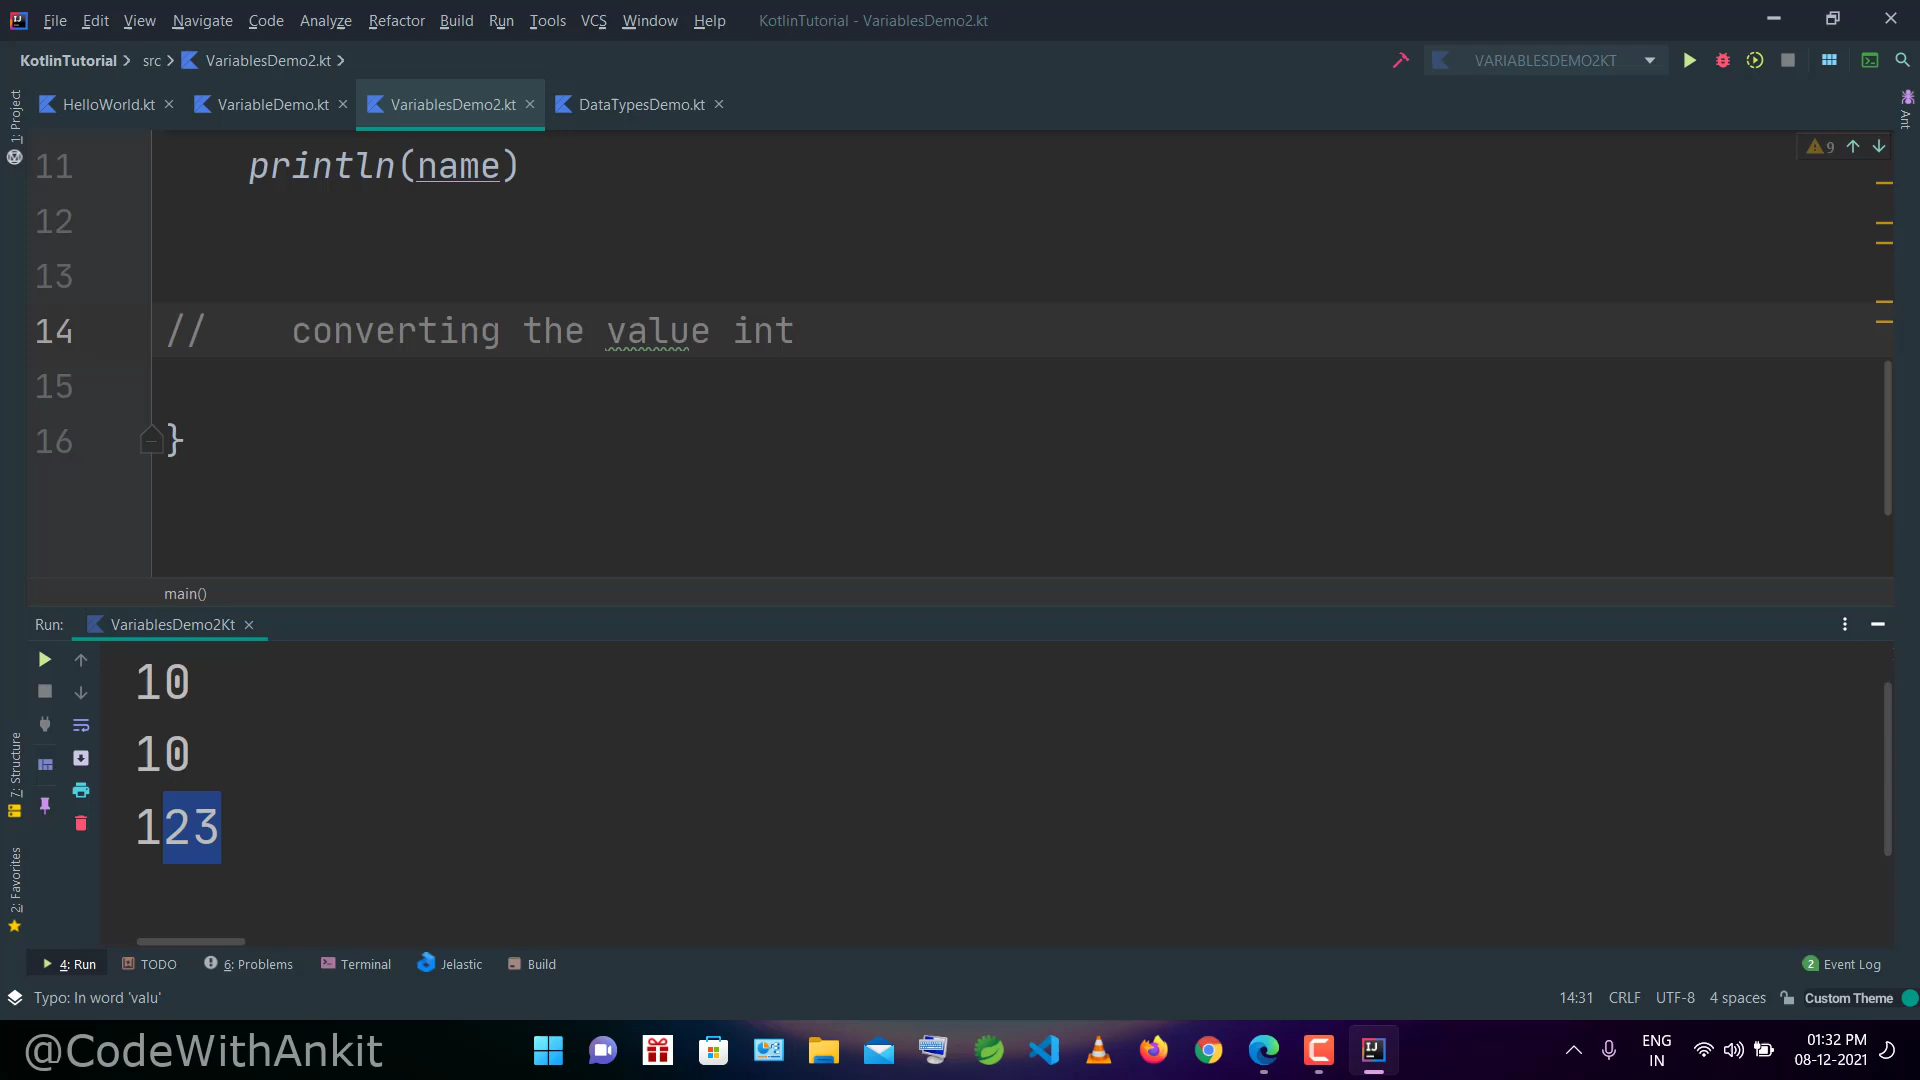 File Edit View Navigate Code Analyze Refactor Build Run Tools VCS Window Help KotlinTutorial - VariablesDemo2.kt
KotlinTutorial src VariablesDemo2.kt VARIABLESDEMO2KT
1: Project
HelloWorld.kt VariableDemo.kt VariablesDemo2.kt DataTypesDemo.kt
Ant
11 println(name)
9
12
13
14 // converting the value int
15
16 }
main()
Run: VariablesDemo2Kt
10
10
123
7: Structure
2: Favorites
4: Run TODO 6: Problems Terminal Jelastic Build 2 Event Log
Typo: In word 'valu' 14:31 CRLF UTF-8 4 spaces Custom Theme
@CodeWithAnkit
ENG
IN
01:32 PM
08-12-2021